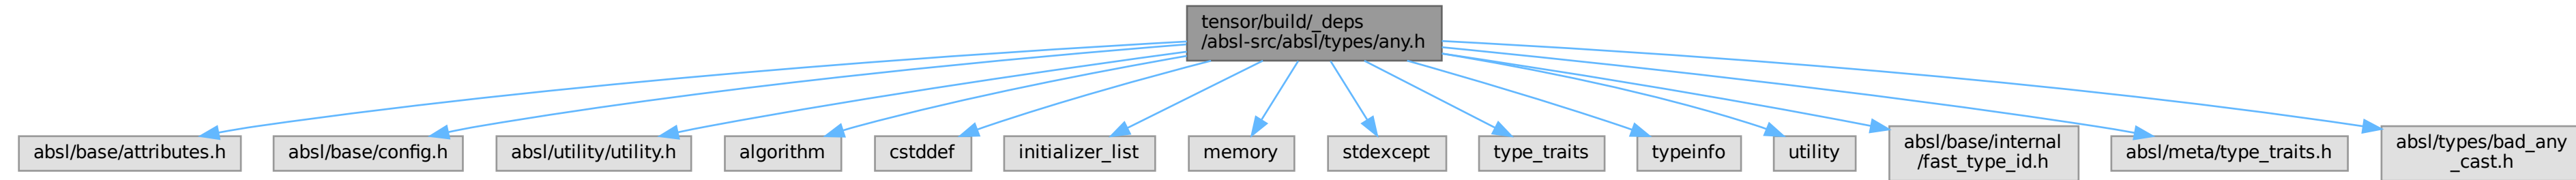 tensor/build/_deps
/absl-src/absl/types/any.h
absl/base/attributes.h
absl/base/config.h
absl/utility/utility.h
algorithm
cstddef
initializer_list
memory
stdexcept
type_traits
typeinfo
utility
absl/base/internal
/fast_type_id.h
absl/meta/type_traits.h
absl/types/bad_any
_cast.h